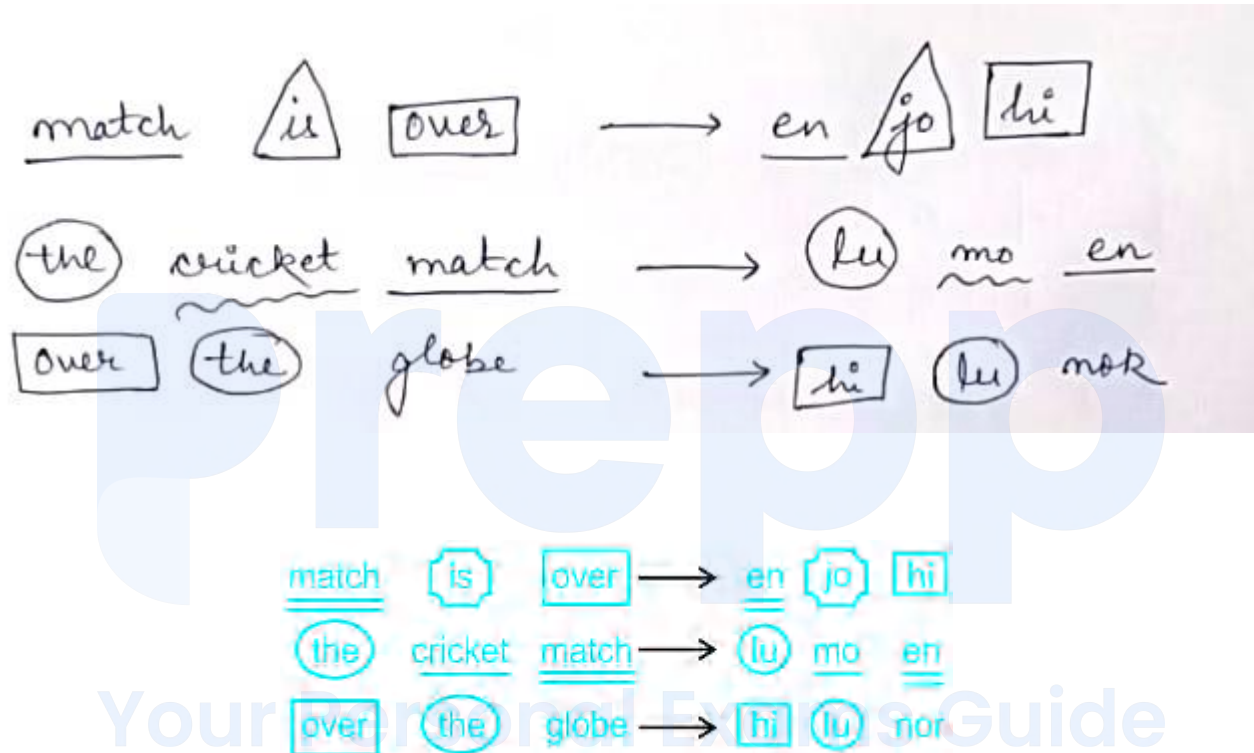 match is over → en jo hi
the cricket match → lu mo en
over the globe → hi lu nok
Prepp
match is over → en jo hi
the cricket match → lu mo en
over the globe → hi lu nor
Your Personal Exams Guide